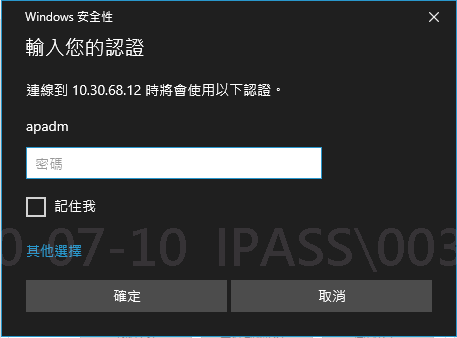 Windows 安全性
輸入您的認證
連線到 10.30.68.12 時將會使用以下認證。
apadm
密碼
記住我
0-07-10 IPASS\003
其他選擇
確定
取消